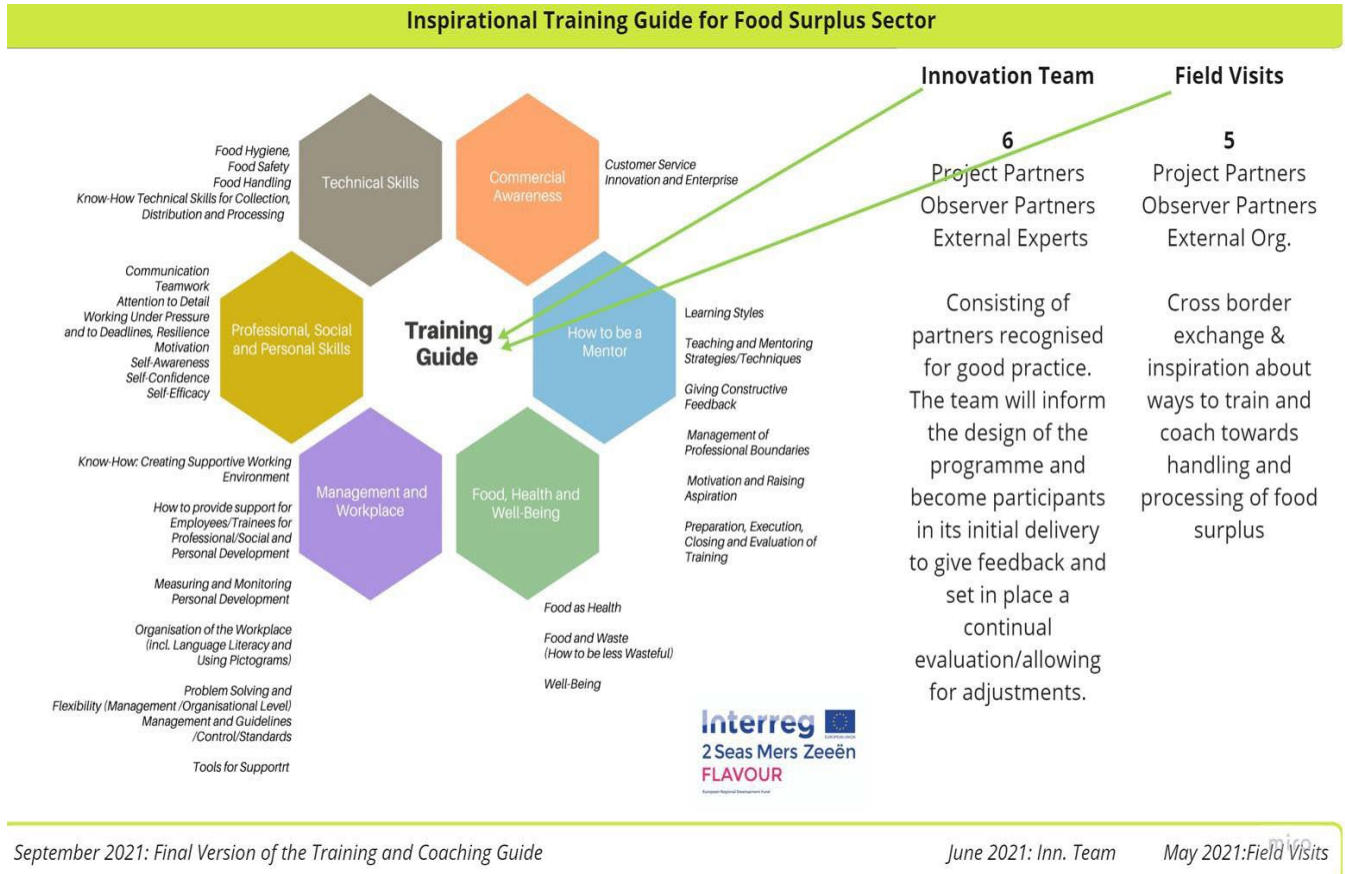 Inspirational Training Guide for Food Surplus Sector
Technical Skills
Food Hygiene,
Food Safety
Food Handling
Know-How Technical Skills for Collection,
Distribution and Processing
Commercial
Awareness
Customer Service
Innovation and Enterprise
Professional, Social
and Personal Skills
Communication
Teamwork
Attention to Detail
Working Under Pressure
and to Deadlines, Resilience
Motivation
Self-Awareness
Self-Confidence
Self-Efficacy
Training
Guide
How to be a
Mentor
Learning Styles
Teaching and Mentoring
Strategies/Techniques
Giving Constructive
Feedback
Management of
Professional Boundaries
Motivation and Raising
Aspiration
Preparation, Execution,
Closing and Evaluation of
Training
Management and
Workplace
Know-How: Creating Supportive Working
Environment
How to provide support for
Employees/Trainees for
Professional/Social and
Personal Development
Measuring and Monitoring
Personal Development
Organisation of the Workplace
(incl. Language Literacy and
Using Pictograms)
Problem Solving and
Flexibility (Management /Organisational Level)
Management and Guidelines
/Control/Standards
Tools for Supportrt
Food, Health and
Well-Being
Food as Health
Food and Waste
(How to be less Wasteful)
Well-Being
Innovation Team
6
Project Partners
Observer Partners
External Experts
Consisting of
partners recognised
for good practice.
The team will inform
the design of the
programme and
become participants
in its initial delivery
to give feedback and
set in place a
continual
evaluation/allowing
for adjustments.
Field Visits
5
Project Partners
Observer Partners
External Org.
Cross border
exchange &
inspiration about
ways to train and
coach towards
handling and
processing of food
surplus
Interreg
EUROPEAN UNION
2 Seas Mers Zeeën
FLAVOUR
European Regional Development Fund
September 2021: Final Version of the Training and Coaching Guide
June 2021: Inn. Team
May 2021:Field Visits
miro